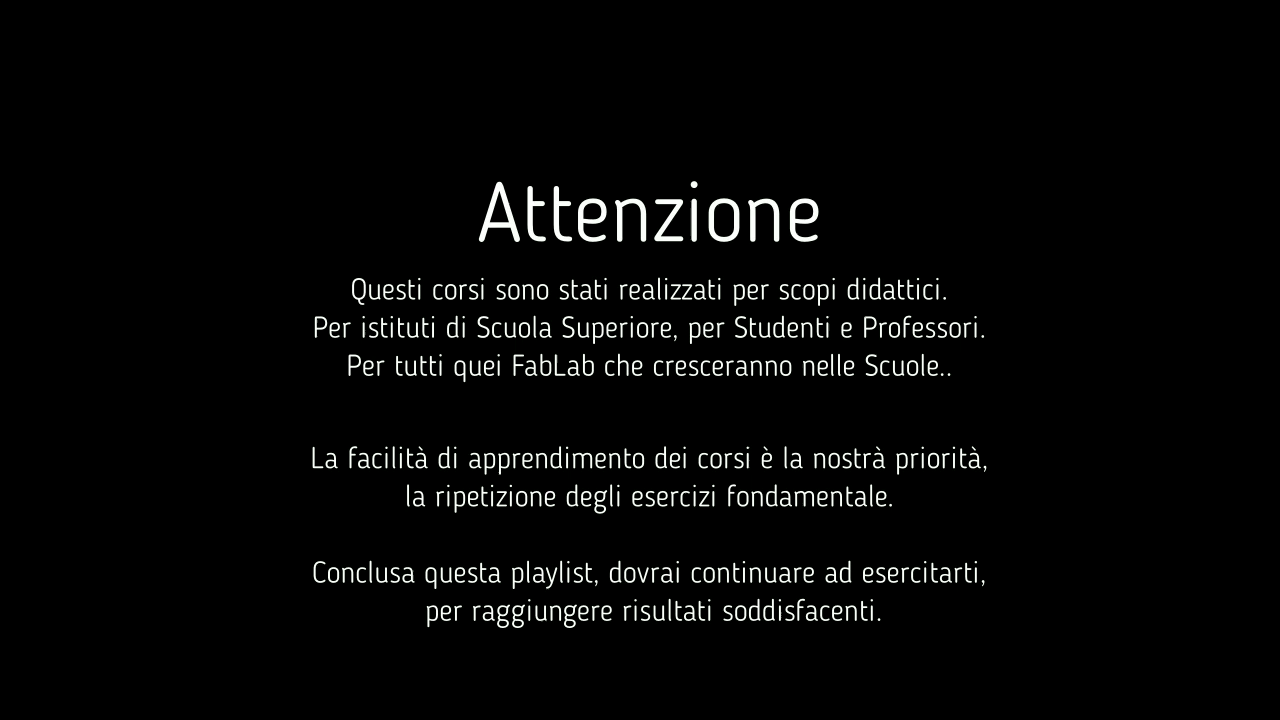 Attenzione
Questi corsi sono stati realizzati per scopi didattici.
Per istituti di Scuola Superiore, per Studenti e Professori.
Per tutti quei FabLab che cresceranno nelle Scuole..
La facilità di apprendimento dei corsi è la nostrà priorità,
la ripetizione degli esercizi fondamentale.
Conclusa questa playlist, dovrai continuare ad esercitarti,
per raggiungere risultati soddisfacenti.